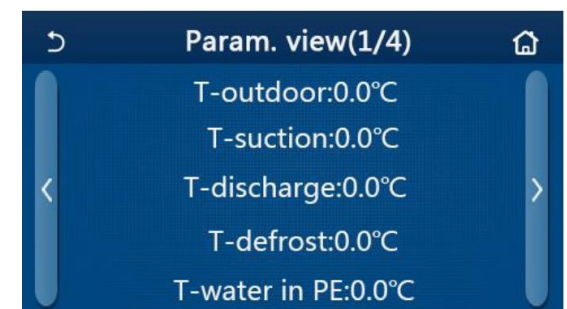 Param. view(1/4)
T-outdoor:0.0℃
T-suction:0.0℃
T-discharge:0.0℃
T-defrost:0.0℃
T-water in PE:0.0℃